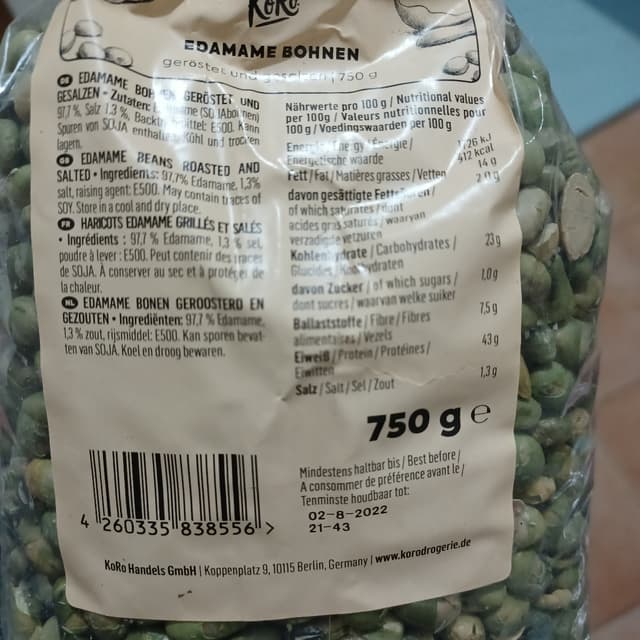 KoRo
EDAMAME BOHNEN
geröstet und | 750 g
EDAMAME BOHNEN GERÖSTET UND
GESALZEN • Zutaten:
97,7 %, Salz 1,3 %, E500. Kann
Spuren von SOJA Kühl und trocken
lagern.
EDAMAME BEANS ROASTED AND
SALTED • Ingredients: 97.7% Edamame, 1.3%
salt, raising agent: E500. May contain traces of
SOY. Store in a cool and dry place.
HARICOTS EDAMAME GRILLÉS ET SALÉS
• Ingrédients : 97,7 % Edamame, 1,3 % sel,
poudre à lever : E500. Peut contenir des traces
de SOJA. À conserver au sec et à protéger de
la chaleur.
NL EDAMAME BONEN GEROOSTERD EN
GEZOUTEN • Ingrediënten: 97,7 % Edamame,
1,3 % zout, rijsmiddel: E500. Kan sporen bevat-
ten van SOJA. Koel en droog bewaren.
Nährwerte pro 100 g / Nutritional values
per 100g / Valeurs nutritionnelles pour
100 g / Voedingswaarden per 100 g
Energie / Energy / Énergie /
Energetische waarde
412 kcal
Fett / Fat / Matières grasses / Vetten 14 g
davon gesättigte Fettsäuren / 2,0 g
of which saturates / dont
acides gras saturés / waarvan
verzadigde vetzuren
Kohlenhydrate / Carbohydrates / 23 g
Glucides / Koolhydraten
davon Zucker / of which sugars / 1,0 g
dont sucres / waarvan welke suiker
Ballaststoffe / Fibre / Fibres 7,5 g
alimentaires / Vezels
Eiweiß / Protein / Protéines / 43 g
Eiwitten
Salz / Salt / Sel / Zout 1,3 g
750 g e
Mindestens haltbar bis / Best before /
A consommer de préférence avant le /
Tenminste houdbaar tot:
02-8-2022
21-43
4 260335 838556 >
KoRo Handels GmbH | Koppenplatz 9, 10115 Berlin, Germany | www.korodrogerie.de